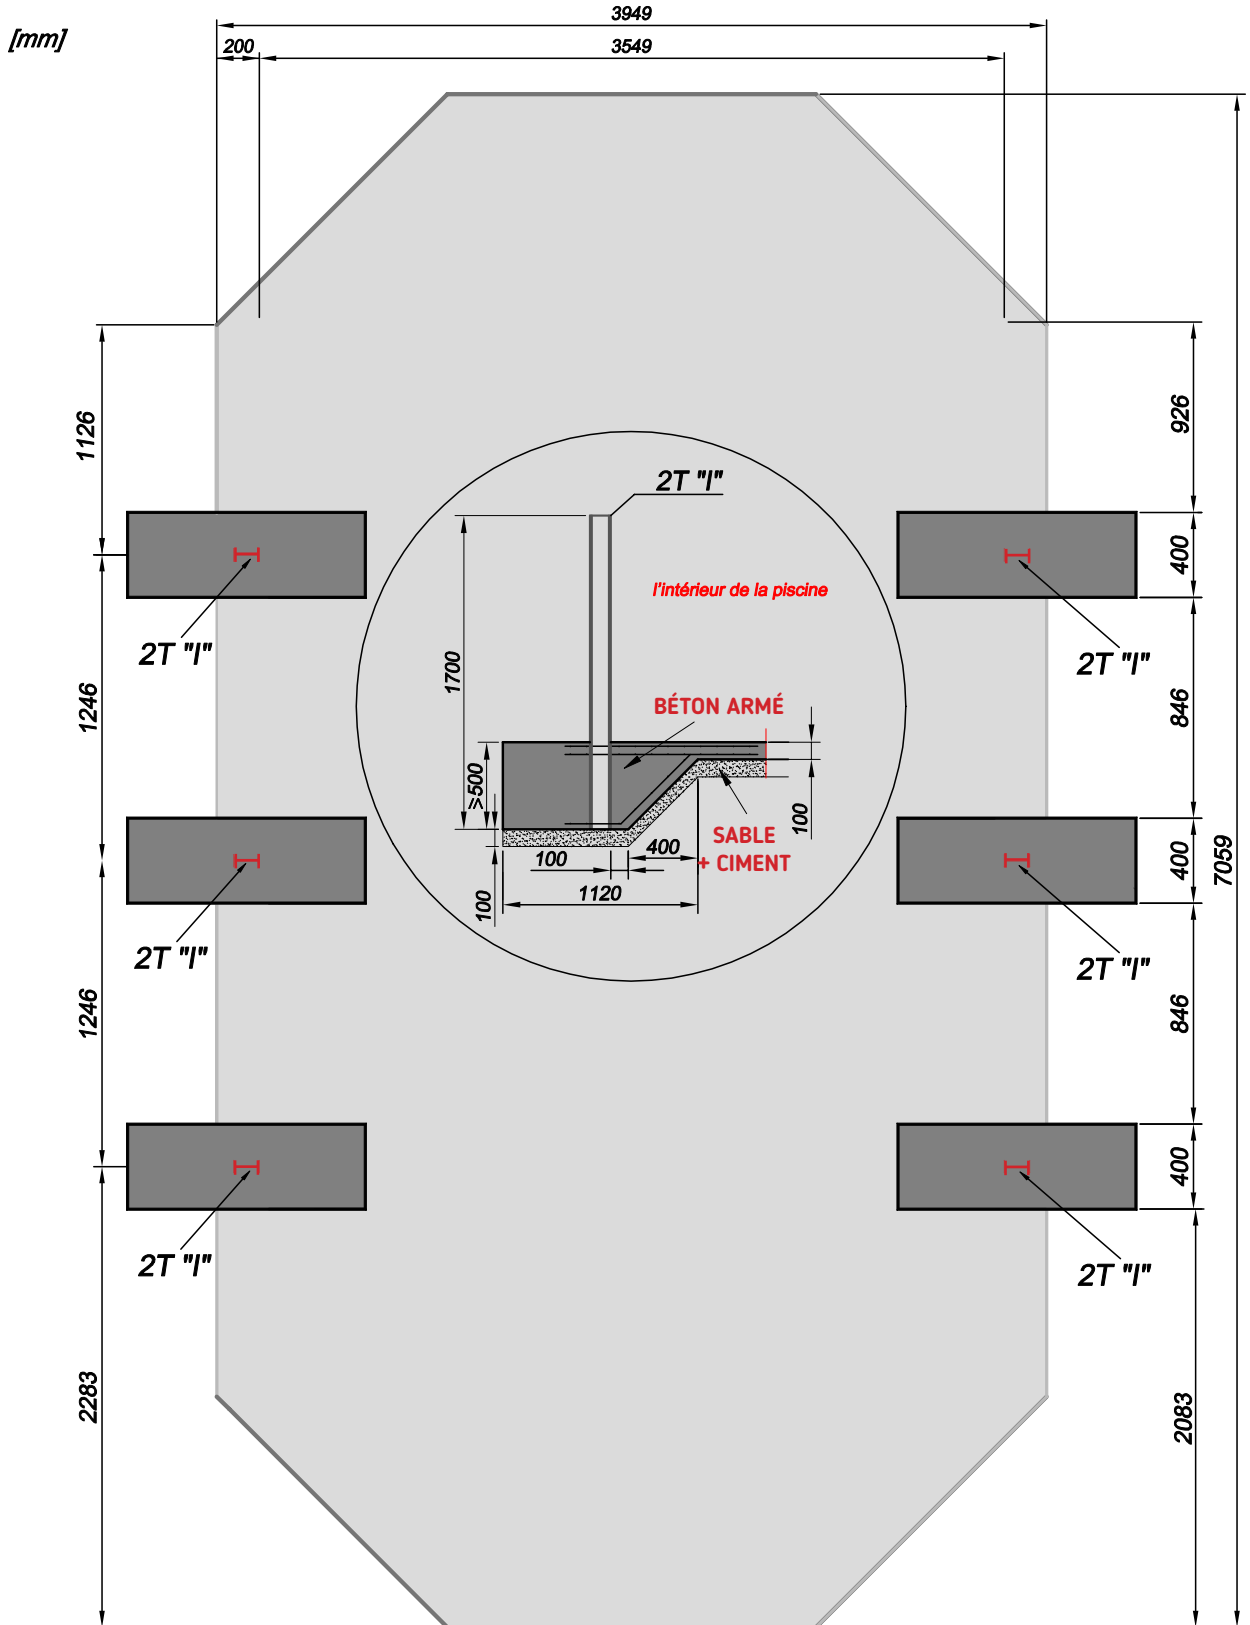 3949
[mm]
200
3549
1126
926
2T "I"
400
l'intérieur de la piscine
2T "I"
2T "I"
1700
1246
BÉTON ARMÉ
846
≥500
100
SABLE
+ CIMENT
400
100
1120
100
400
7059
2T "I"
2T "I"
1246
846
400
2T "I"
2T "I"
2283
2083